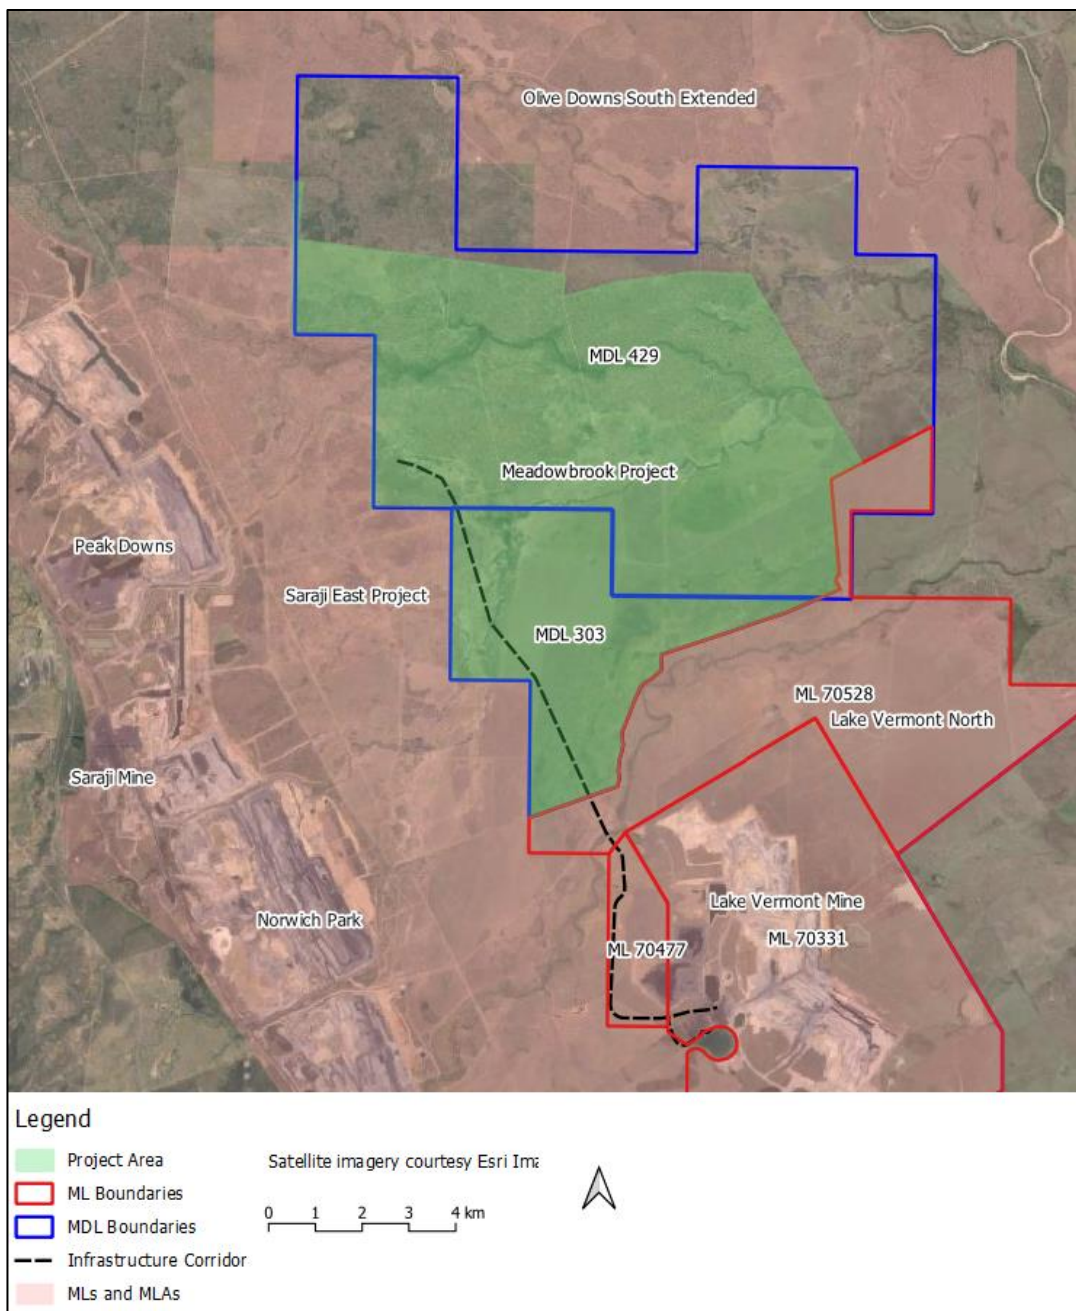 Olive Downs South Extended
MDL 429
Meadowbrook Project
Peak Downs
Saraji East Project
MDL 303
ML 70528
Lake Vermont North
Saraji Mine
Lake Vermont Mine
Norwich Park
ML 70331
ML 70477
Legend
Project Area
Satellite imagery courtesy Esri Ima
ML Boundaries
0 1 2 3 4 km
MDL Boundaries
Infrastructure Corridor
MLs and MLAs